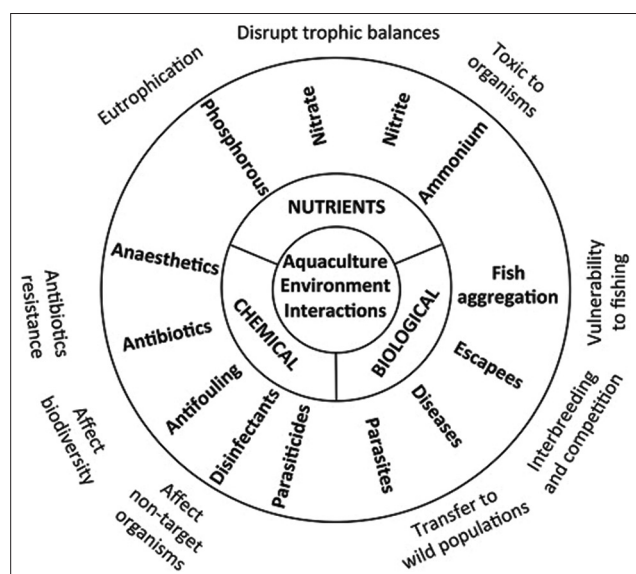 Disrupt trophic balances
Eutrophication
Toxic to
organisms
Phosphorous
Nitrate
Nitrite
Ammonium
NUTRIENTS
Aquaculture
Environment
Interactions
CHEMICAL
BIOLOGICAL
Anaesthetics
Antibiotics
Antifouling
Disinfectants
Parasiticides
Parasites
Diseases
Escapees
Fish
aggregation
Vulnerability
to fishing
Interbreeding
and competition
Transfer to
wild populations
Affect
non-target
organisms
Affect
biodiversity
Antibiotics
resistance